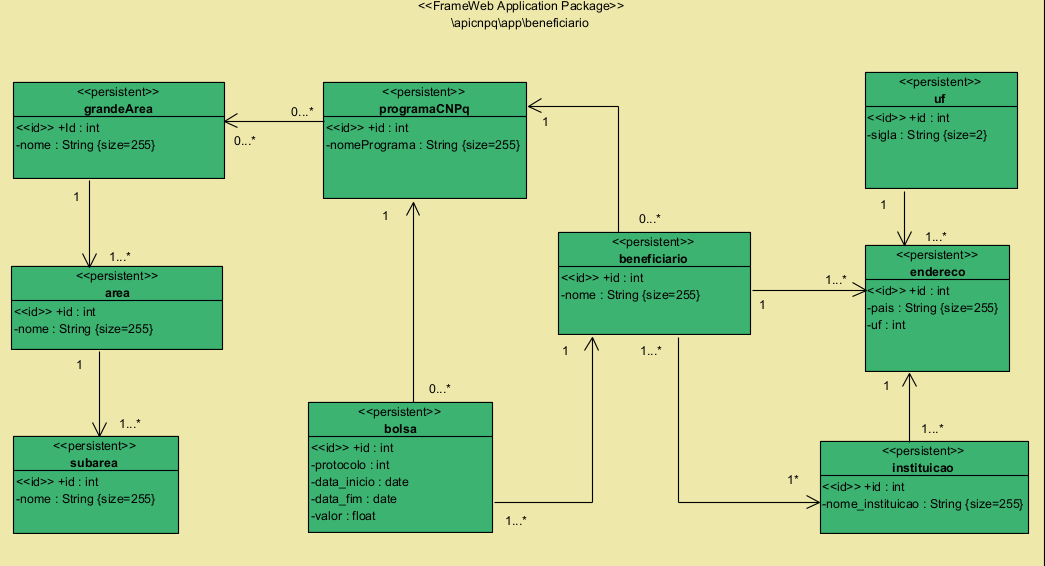 <<FrameWeb Application Package>>
\apicnpq\app\beneficiario
<<persistent>>
grandeArea
<<id>> +Id : int
-nome : String {size=255}
0...*
0...*
<<persistent>>
programaCNPq
<<id>> +id : int
-nomePrograma : String {size=255}
1
0...*
<<persistent>>
uf
<<id>> +id : int
-sigla : String {size=2}
1
1...*
1
1...*
<<persistent>>
area
<<id>> +id : int
-nome : String {size=255}
1
1...*
<<persistent>>
subarea
<<id>> +id : int
-nome : String {size=255}
1
0...*
<<persistent>>
bolsa
<<id>> +id : int
-protocolo : int
-data_inicio : date
-data_fim : date
-valor : float
1...*
1
<<persistent>>
beneficiario
<<id>> +id : int
-nome : String {size=255}
1
1...*
1...*
1*
<<persistent>>
endereco
<<id>> +id : int
-pais : String {size=255}
-uf : int
1
1...*
<<persistent>>
instituicao
<<id>> +id : int
-nome_instituicao : String {size=255}